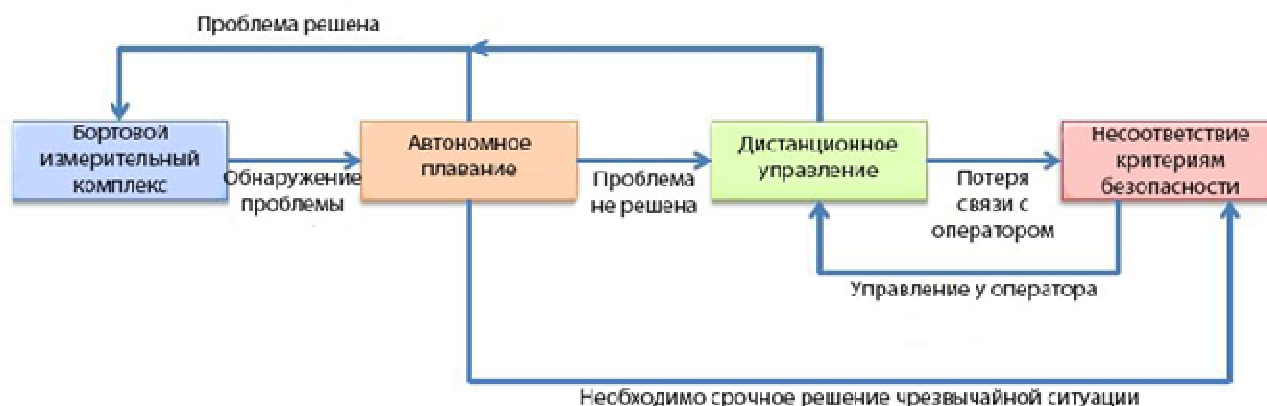 Проблема решена
Бортовой
измерительный
комплекс
Обнаружение
проблемы
Автономное
плавание
Проблема
не решена
Дистанционное
управление
Потеря
связи с
оператором
Несоответствие
критериям
безопасности
Управление у оператора
Необходимо срочное решение чрезвычайной ситуации